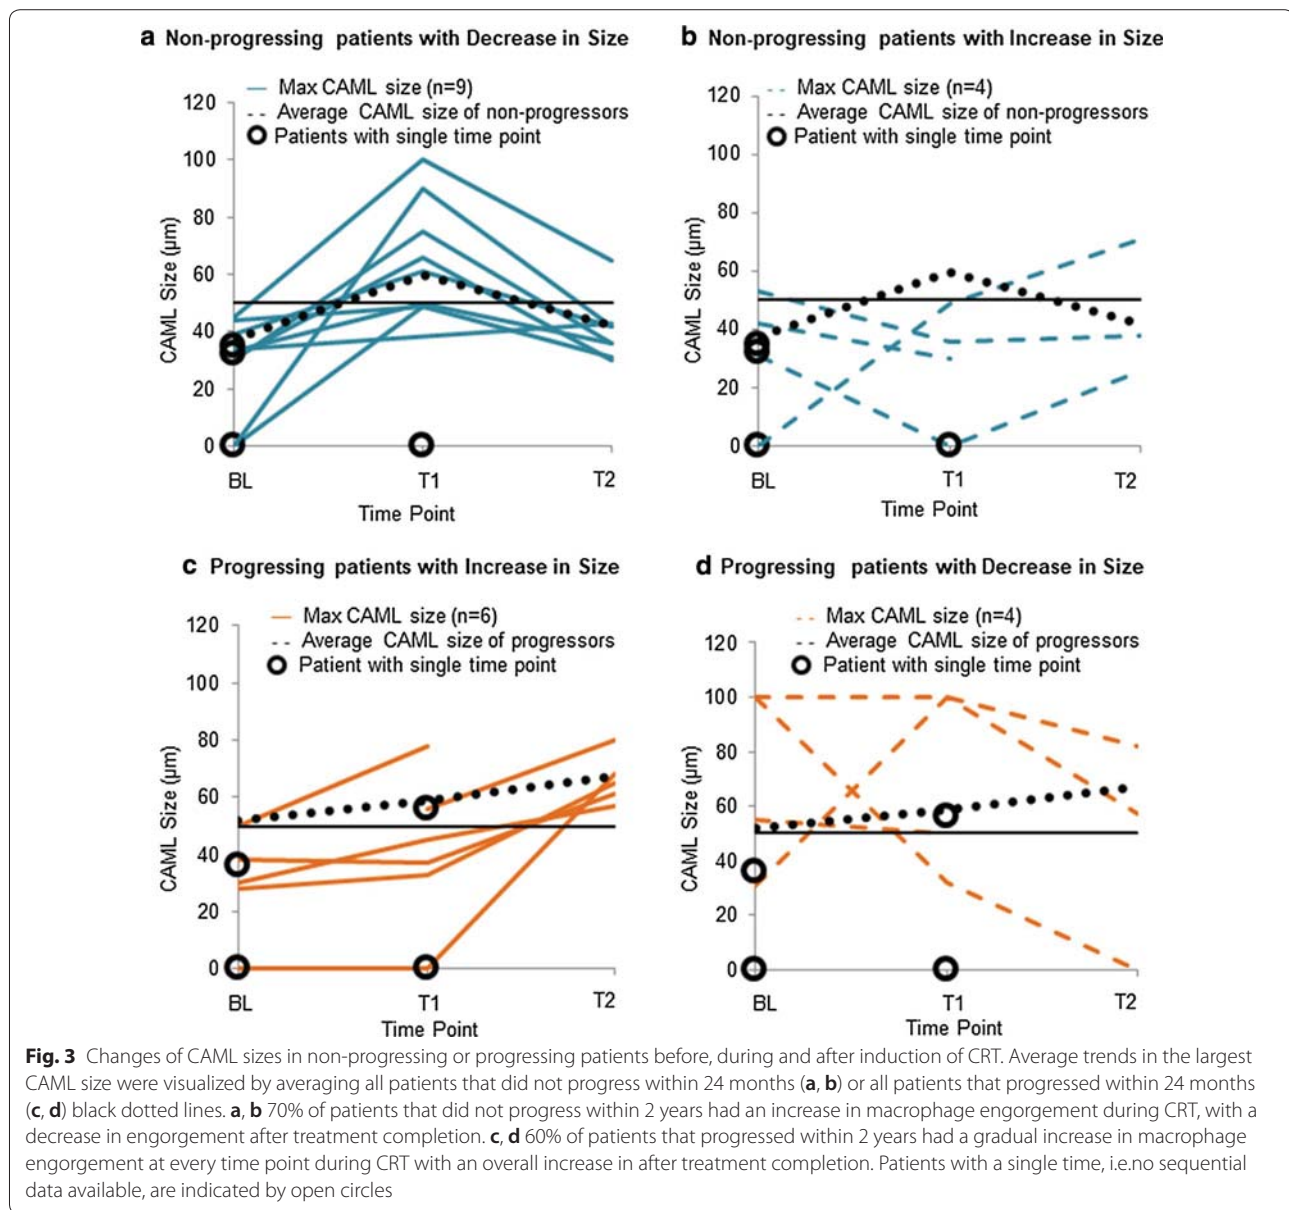 a Non-progressing patients with Decrease in Size
Max CAML size (n=9)
Average CAML size of non-progressors
Patients with single time point
120
100
80
60
40
20
0
CAML Size (µm)
BL T1 T2
Time Point
b Non-progressing patients with Increase in Size
Max CAML size (n=4)
Average CAML size of non-progressors
Patients with single time point
120
100
80
60
40
20
0
CAML Size (µm)
BL T1 T2
Time Point
c Progressing patients with Increase in Size
Max CAML size (n=6)
Average CAML size of progressors
Patient with single time point
120
100
80
60
40
20
0
CAML Size (µm)
BL T1 T2
Time Point
d Progressing patients with Decrease in Size
Max CAML size (n=4)
Average CAML size of progressors
Patient with single time point
120
100
80
60
40
20
0
CAML Size (µm)
BL T1 T2
Time Point
Fig. 3 Changes of CAML sizes in non-progressing or progressing patients before, during and after induction of CRT. Average trends in the largest
CAML size were visualized by averaging all patients that did not progress within 24 months (a, b) or all patients that progressed within 24 months
(c, d) black dotted lines. a, b 70% of patients that did not progress within 2 years had an increase in macrophage engorgement during CRT, with a
decrease in engorgement after treatment completion. c, d 60% of patients that progressed within 2 years had a gradual increase in macrophage
engorgement at every time point during CRT with an overall increase in after treatment completion. Patients with a single time, i.e.no sequential
data available, are indicated by open circles